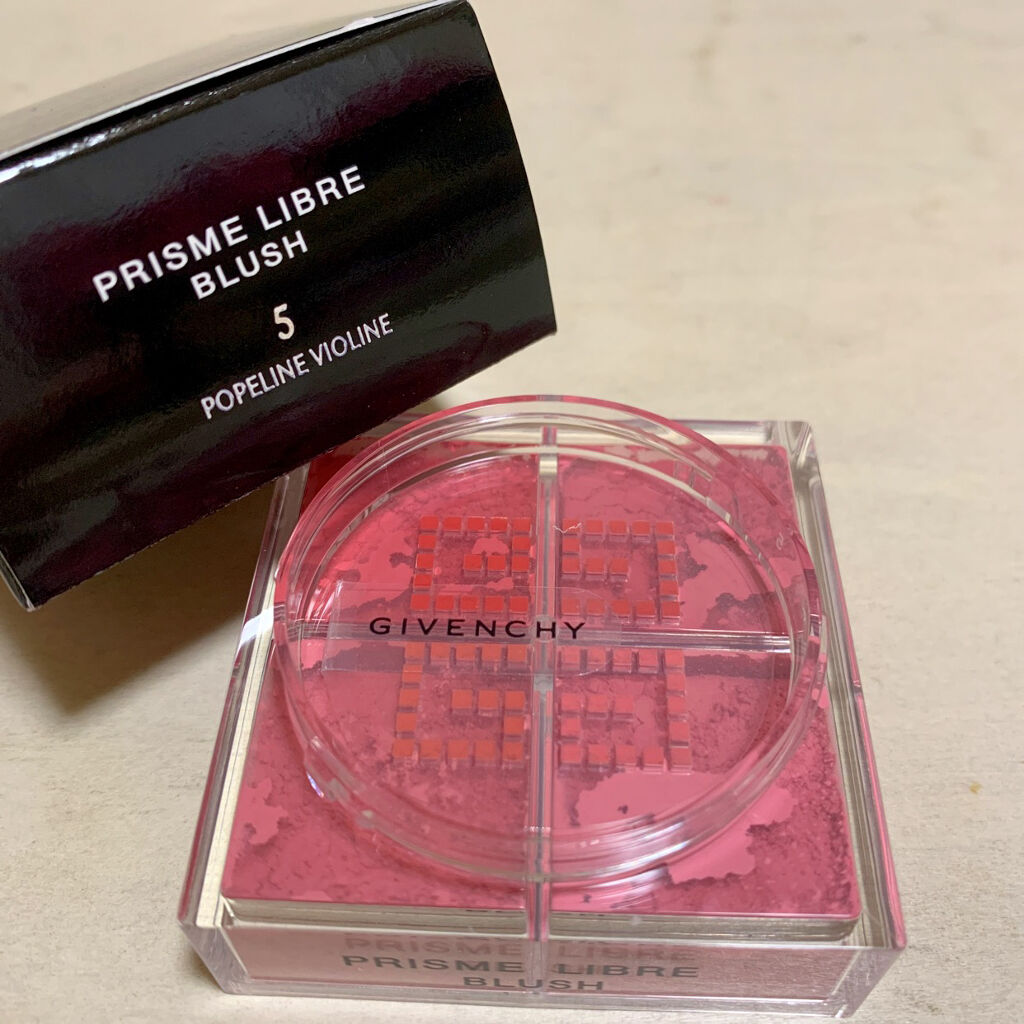 PRISME LIBRE
BLUSH
5
POPELINE VIOLINE
GIVENCHY
PRISME LIBRE
BLUSH